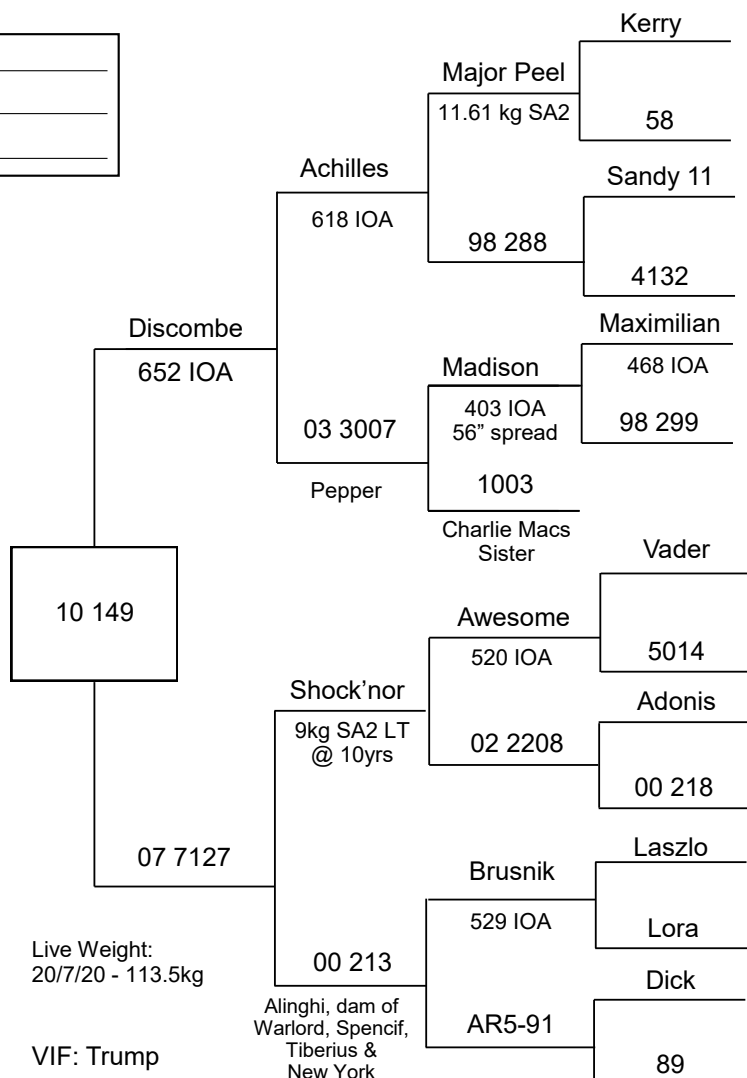 Kerry
Major Peel
11.61 kg SA2
58
Achilles
Sandy 11
618 IOA
98 288
4132
Discombe
Maximilian
652 IOA
Madison
468 IOA
403 IOA
56” spread
03 3007
98 299
Pepper
1003
Charlie Macs
Sister
Vader
10 149
Awesome
520 IOA
5014
Shock’nor
Adonis
9kg SA2 LT
@ 10yrs
02 2208
00 218
07 7127
Laszlo
Brusnik
529 IOA
Lora
Live Weight:
20/7/20 - 113.5kg
00 213
Dick
Alinghi, dam of
Warlord, Spencif,
Tiberius &
New York
AR5-91
VIF: Trump
89